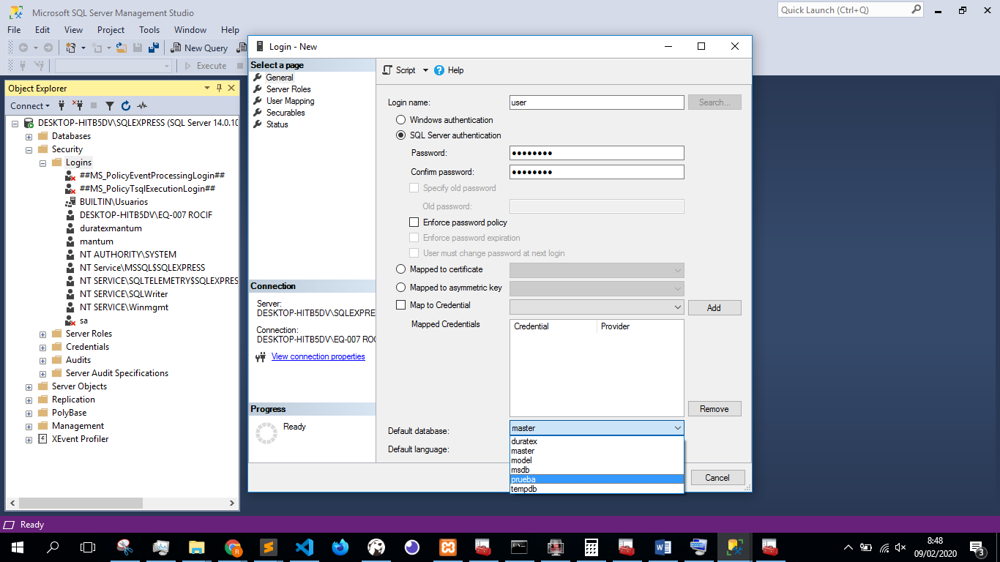 Microsoft SQL Server Management Studio
Quick Launch (Ctrl+Q)
File Edit View Project Tools Window Help
New Query
Execute
Object Explorer
Connect
DESKTOP-HITB5DV\SQLEXPRESS (SQL Server 14.0.10
Databases
Security
Logins
##MS_PolicyEventProcessingLogin##
##MS_PolicyTsqlExecutionLogin##
BUILTIN\Usuarios
DESKTOP-HITB5DV\EQ-007 ROCIF
duratexmantum
mantum
NT AUTHORITY\SYSTEM
NT Service\MSSQL$SQLEXPRESS
NT SERVICE\SQLTELEMETRY$SQLEXPRES
NT SERVICE\SQLWriter
NT SERVICE\Winmgmt
sa
Server Roles
Credentials
Audits
Server Audit Specifications
Server Objects
Replication
PolyBase
Management
XEvent Profiler
Login - New
Select a page
General
Server Roles
User Mapping
Securables
Status
Connection
Server:
DESKTOP-HITB5DV\SQLEXPRE
Connection:
DESKTOP-HITB5DV\EQ-007 ROC
View connection properties
Progress
Ready
Script Help
Login name: user Search...
Windows authentication
SQL Server authentication
Password: ●●●●●●●●
Confirm password: ●●●●●●●●
Specify old password
Old password:
Enforce password policy
Enforce password expiration
User must change password at next login
Mapped to certificate
Mapped to asymmetric key
Map to Credential Add
Mapped Credentials Credential Provider
Remove
Default database: master
Default language:
duratex
master
model
msdb
prueba
tempdb
Cancel
Ready
8:48
09/02/2020
3